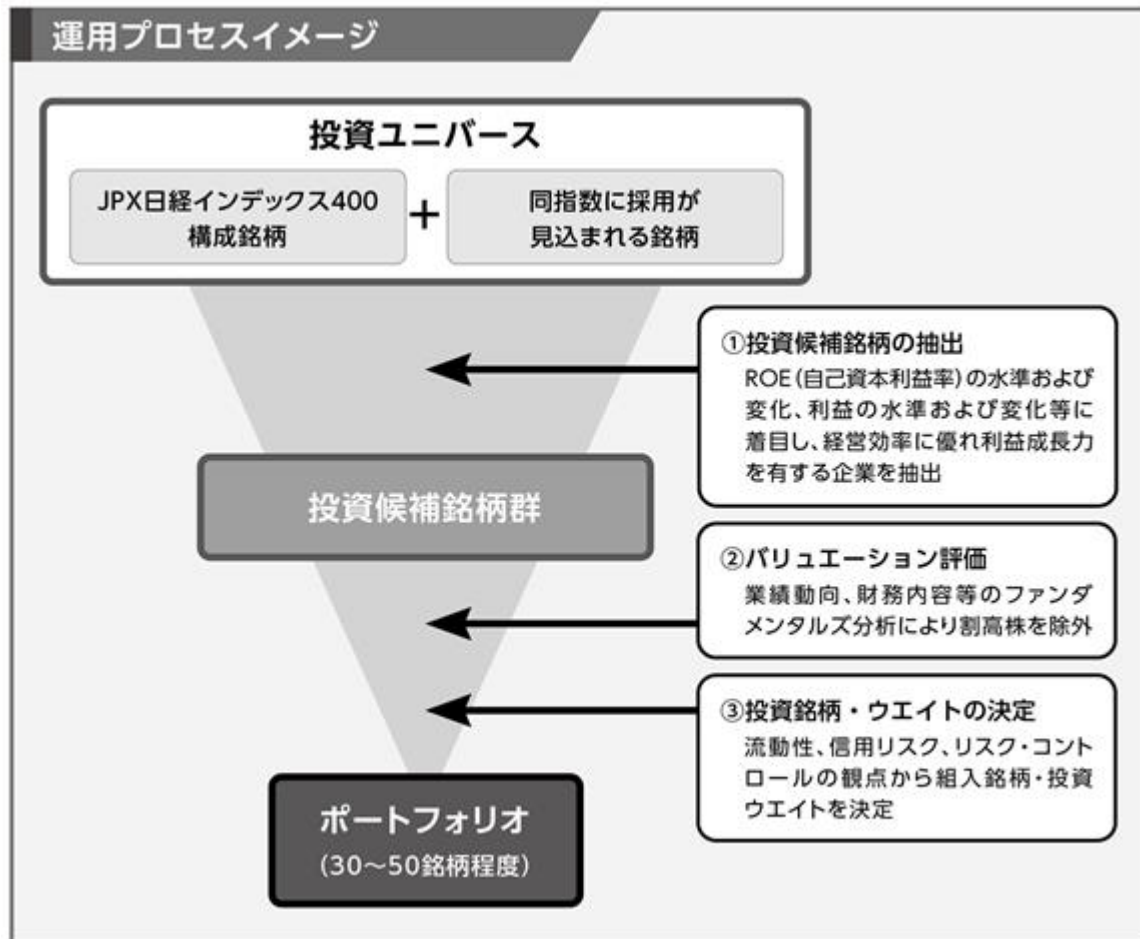 運用プロセスイメージ
投資ユニバース
JPX日経インデックス400
構成銘柄
+
同指数に採用が
見込まれる銘柄
①投資候補銘柄の抽出
ROE(自己資本利益率)の水準および
変化、利益の水準および変化等に
着目し、経営効率に優れ利益成長力
を有する企業を抽出
投資候補銘柄群
②バリュエーション評価
業績動向、財務内容等のファンダ
メンタルズ分析により割高株を除外
③投資銘柄・ウエイトの決定
流動性、信用リスク、リスク・コント
ロールの観点から組入銘柄・投資
ウエイトを決定
ポートフォリオ
(30～50銘柄程度)